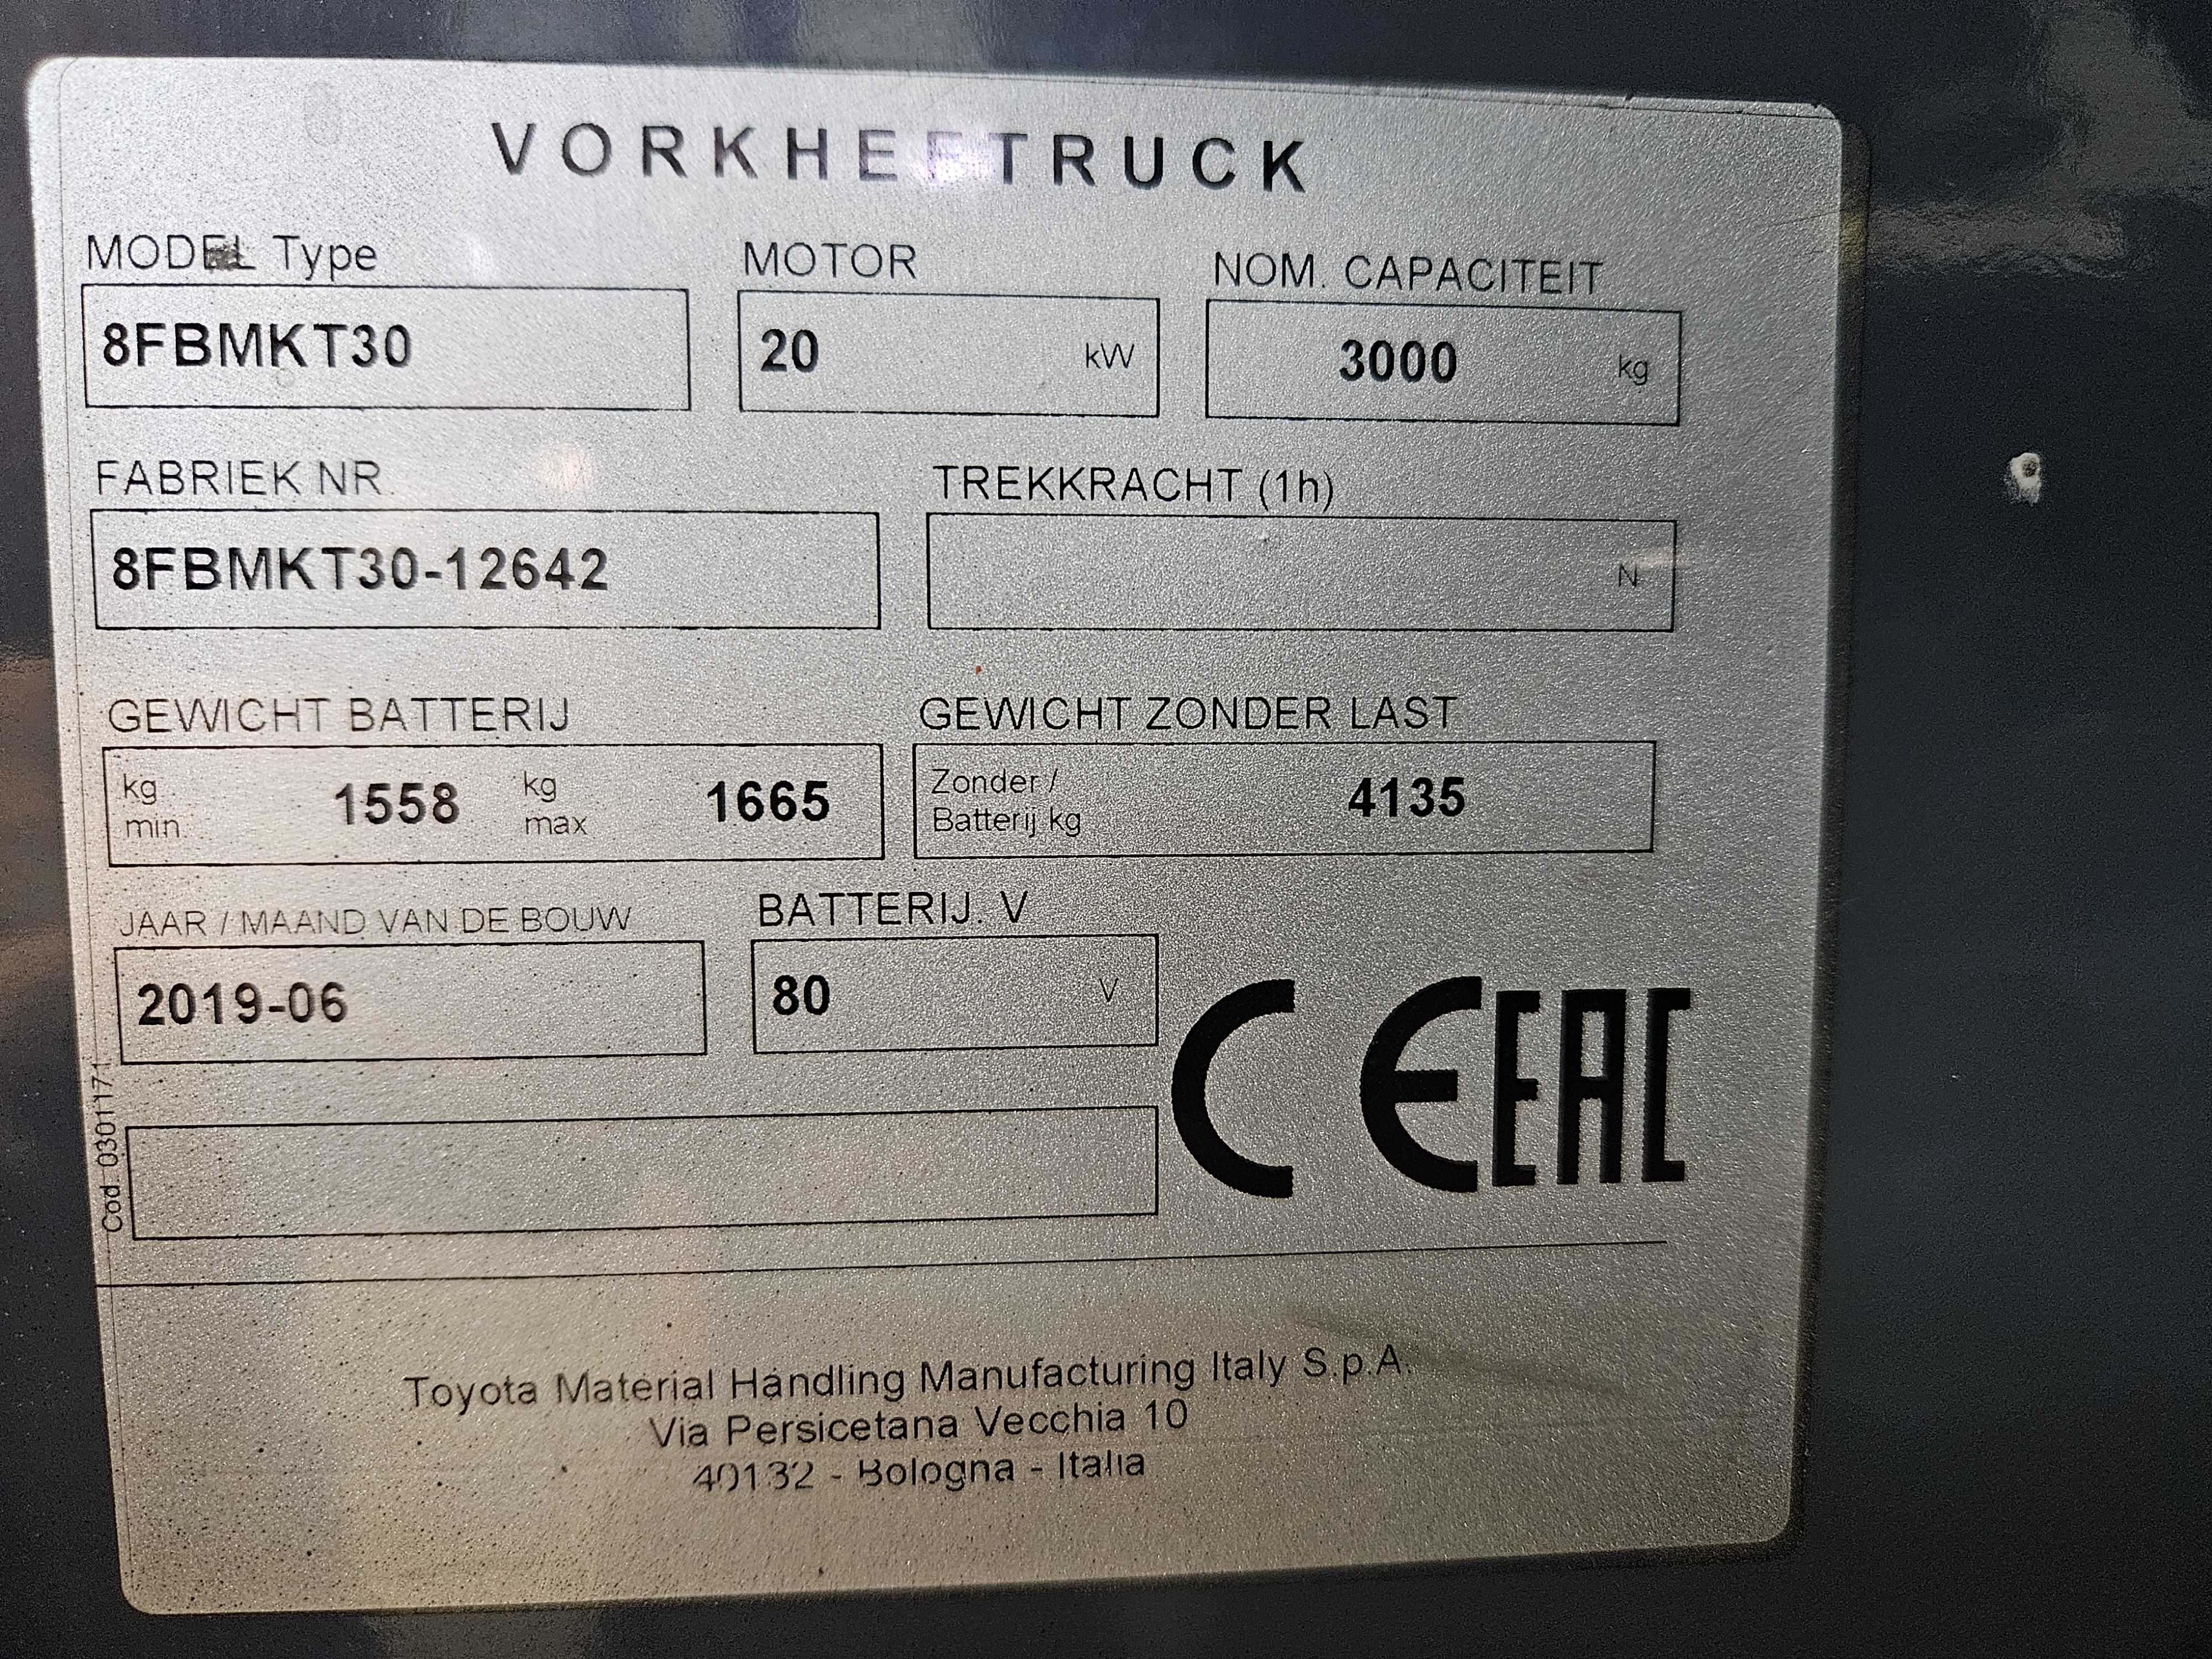 VORKHEFTRUCK
MODEL Type MOTOR NOM. CAPACITEIT
8FBMKT30 20 kW 3000 kg
FABRIEK NR. TREKKRACHT (1h)
8FBMKT30-12642 N
GEWICHT BATTERIJ GEWICHT ZONDER LAST
kg min. 1558 kg max 1665 Zonder / Batterij kg 4135
JAAR / MAAND VAN DE BOUW BATTERIJ. V
2019-06 80 V
CE EAC
Cod. 0301171
Toyota Material Handling Manufacturing Italy S.p.A.
Via Persicetana Vecchia 10
40132 - Bologna - Italia